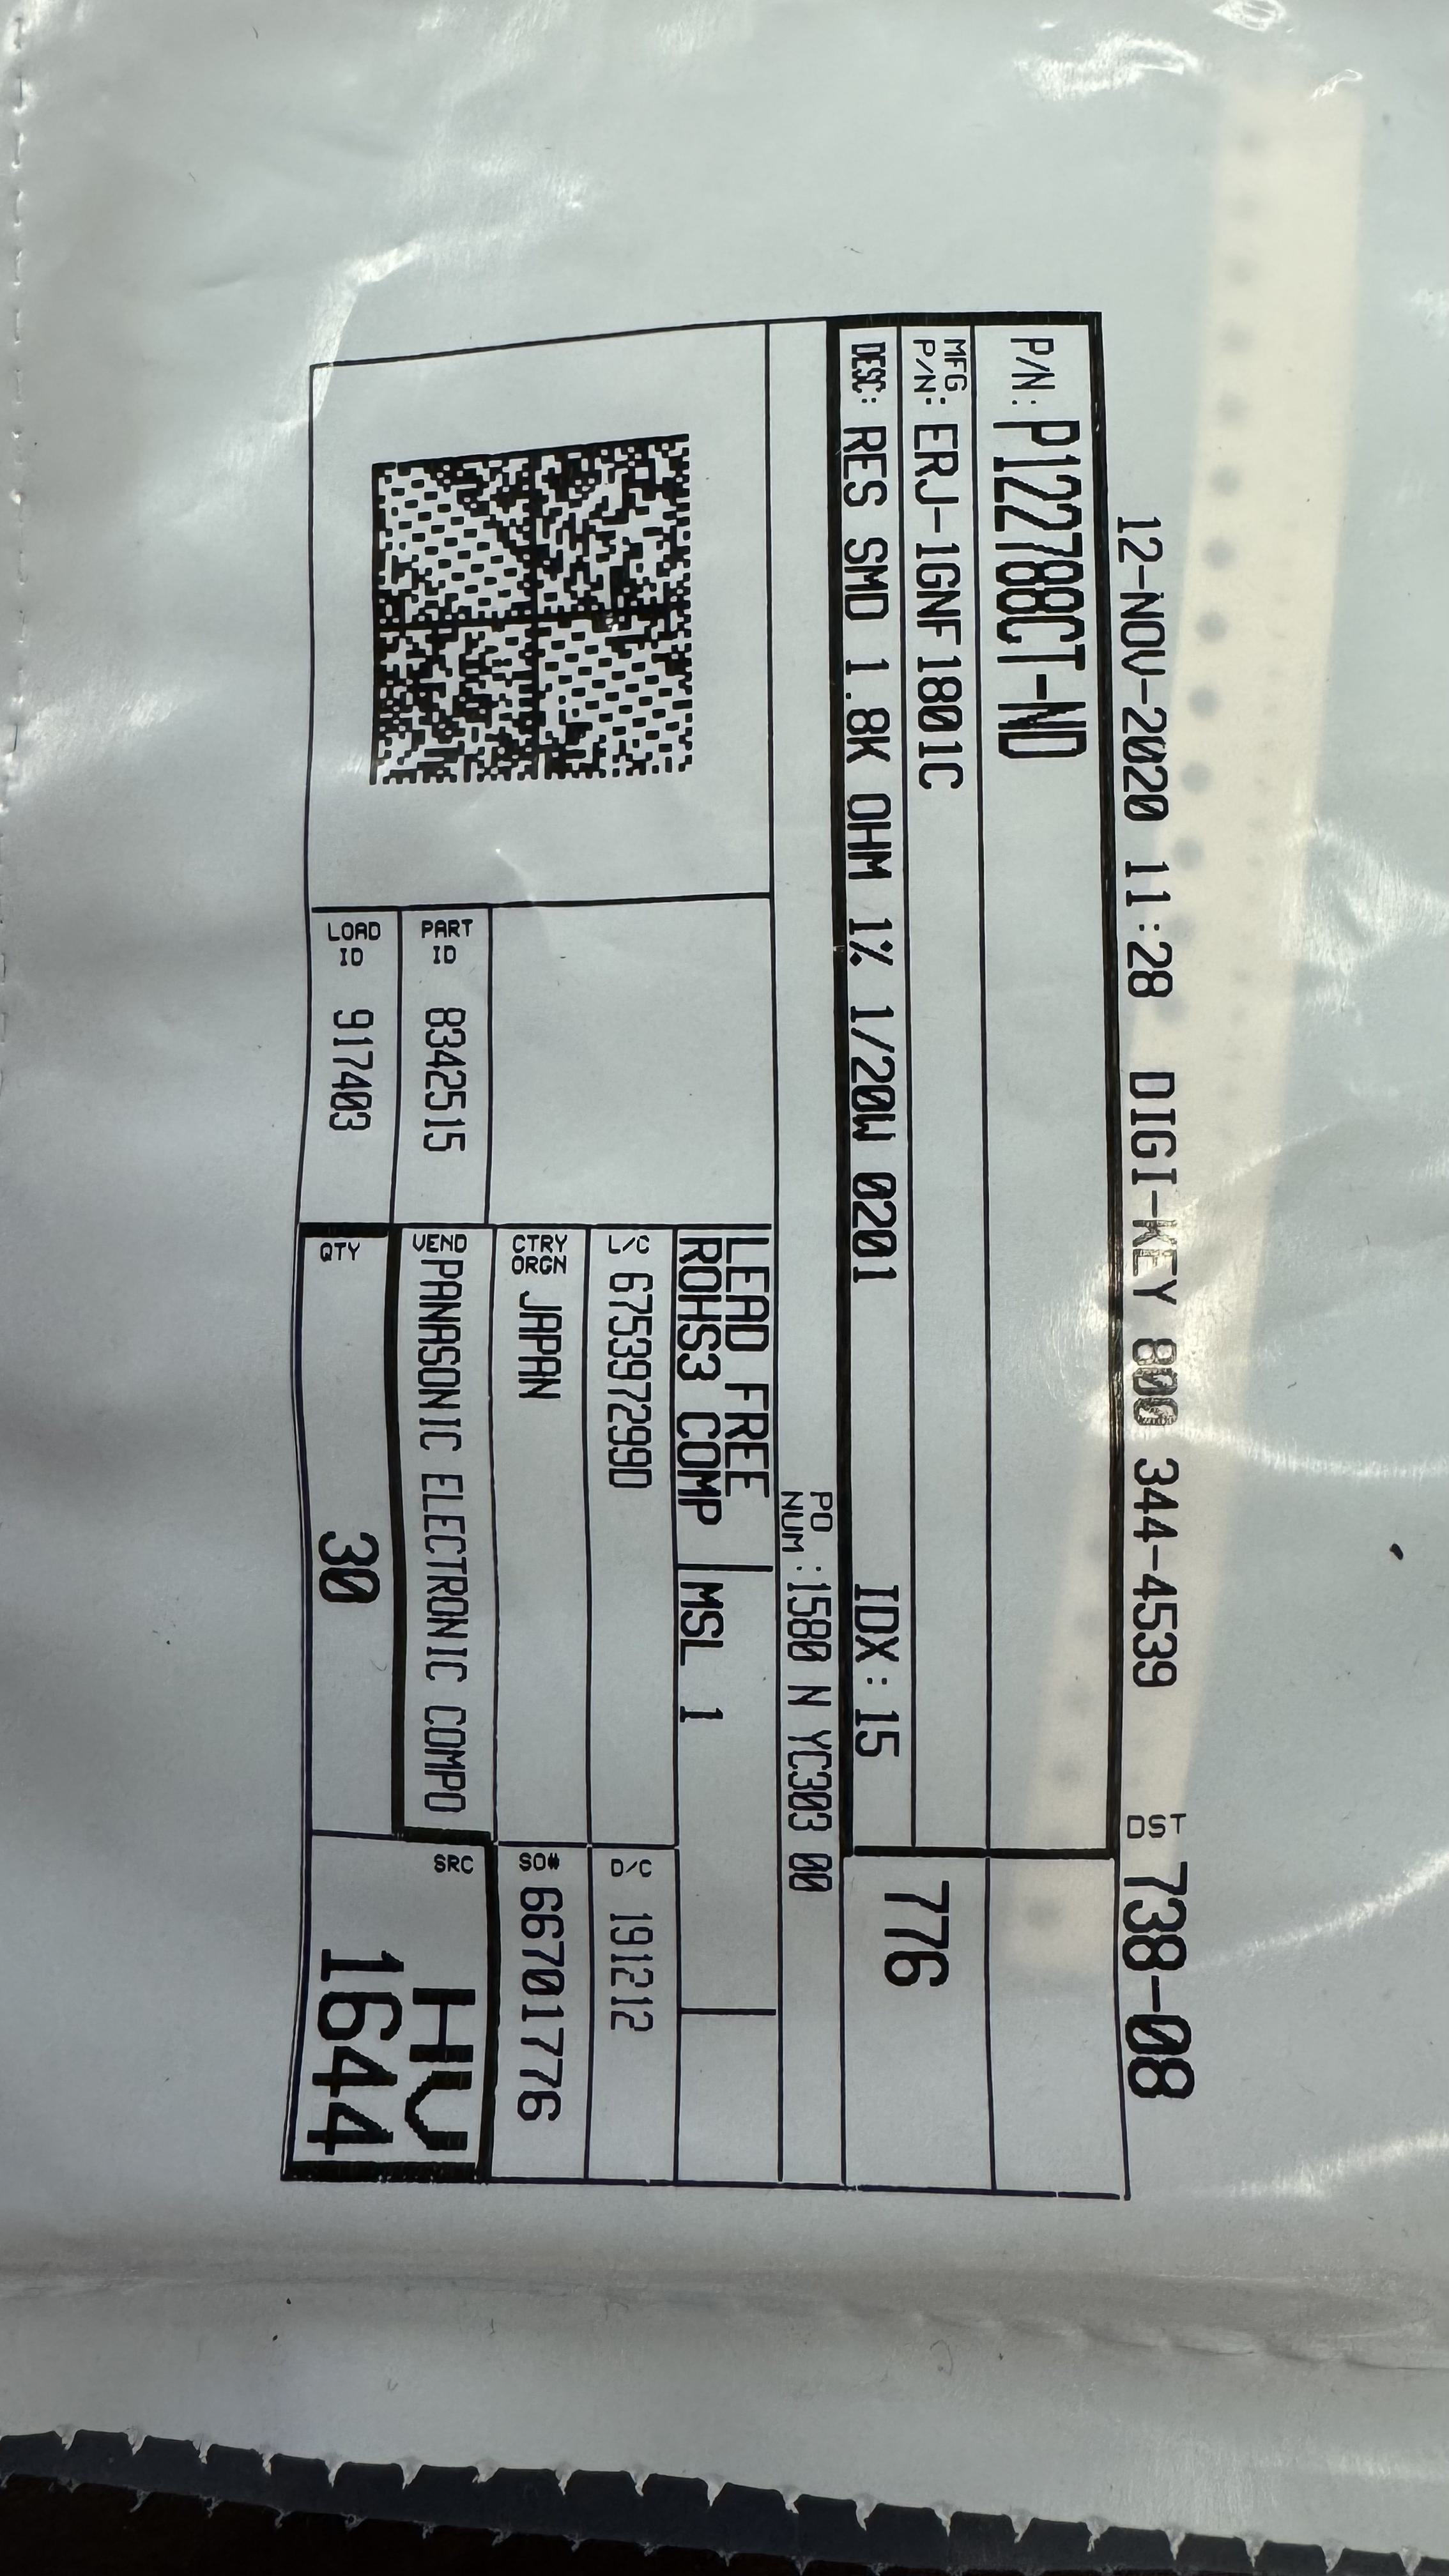 12-NOV-2020 11:28 DIGI-KEY 800 344-4539 DST 738-08
P/N: P122788CT-ND
MFG P/N: ERJ-1GNF1801C
776
DESC: RES SMD 1.8K OHM 1% 1/20W 0201 IDX: 15
PO NUM :1580 N YC303 00
LEAD FREE
ROHS3 COMP
MSL 1
L/C 675397299D
D/C 191212
CTRY ORGN JAPAN
SO# 66701776
PART ID 8342515
VEND PANASONIC ELECTRONIC COMPO
SRC HV
1644
LOAD ID 917403
QTY 30